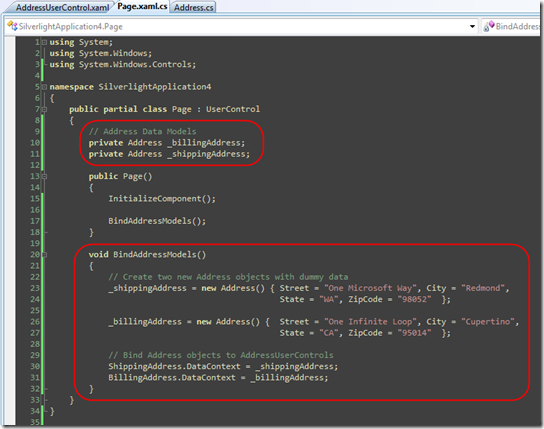 AddressUserControl.xaml Page.xaml.cs Address.cs
SilverlightApplication4.Page BindAddres
1 using System;
2 using System.Windows;
3 using System.Windows.Controls;
4
5 namespace SilverlightApplication4
6 {
7 public partial class Page : UserControl
8 {
9 // Address Data Models
10 private Address _billingAddress;
11 private Address _shippingAddress;
12
13 public Page()
14 {
15 InitializeComponent();
16
17 BindAddressModels();
18 }
19
20 void BindAddressModels()
21 {
22 // Create two new Address objects with dummy data
23 _shippingAddress = new Address() { Street = "One Microsoft Way", City = "Redmond",
24 State = "WA", ZipCode = "98052" };
25
26 _billingAddress = new Address() { Street = "One Infinite Loop", City = "Cupertino",
27 State = "CA", ZipCode = "95014" };
28
29 // Bind Address objects to AddressUserControls
30 ShippingAddress.DataContext = _shippingAddress;
31 BillingAddress.DataContext = _billingAddress;
32 }
33 }
34 }
35